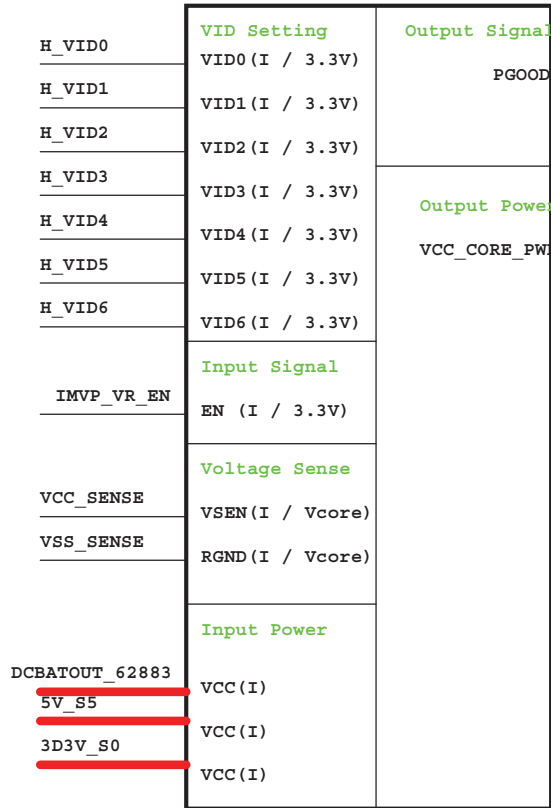 H_VID0
H_VID1
H_VID2
H_VID3
H_VID4
H_VID5
H_VID6
IMVP_VR_EN
VCC_SENSE
VSS_SENSE
DCBATOUT_62883
5V_S5
3D3V_S0
VID Setting
VID0(I / 3.3V)
VID1(I / 3.3V)
VID2(I / 3.3V)
VID3(I / 3.3V)
VID4(I / 3.3V)
VID5(I / 3.3V)
VID6(I / 3.3V)
Input Signal
EN (I / 3.3V)
Voltage Sense
VSEN(I / Vcore)
RGND(I / Vcore)
Input Power
VCC(I)
VCC(I)
VCC(I)
Output Signal
PGOOD
Output Powe
VCC_CORE_PW